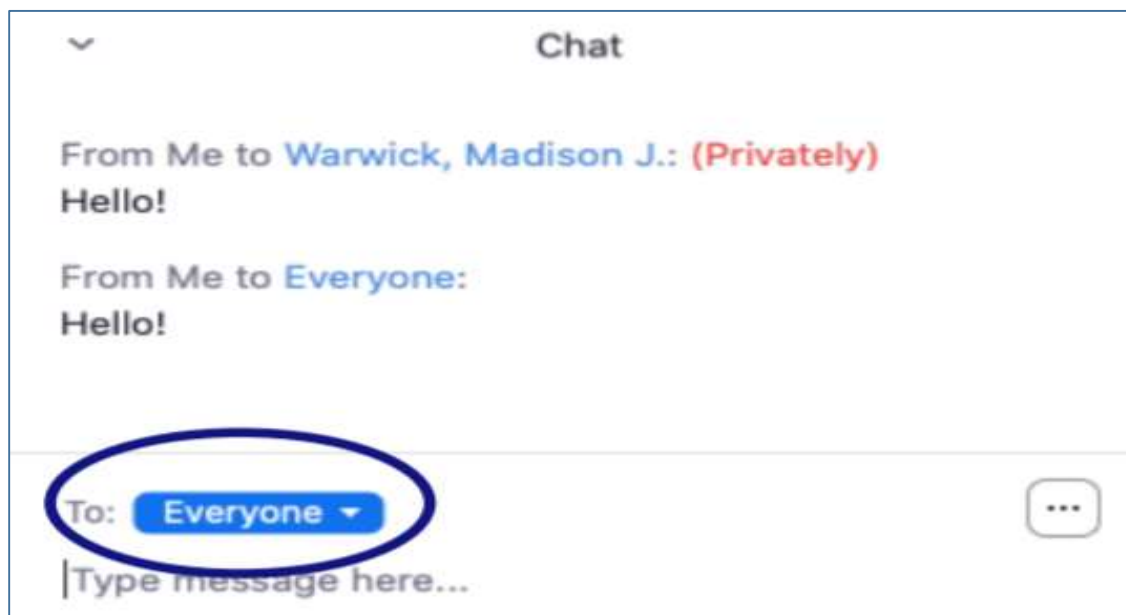 Chat
From Me to Warwick, Madison J.: (Privately)
Hello!
From Me to Everyone:
Hello!
To: Everyone
...
Type message here...